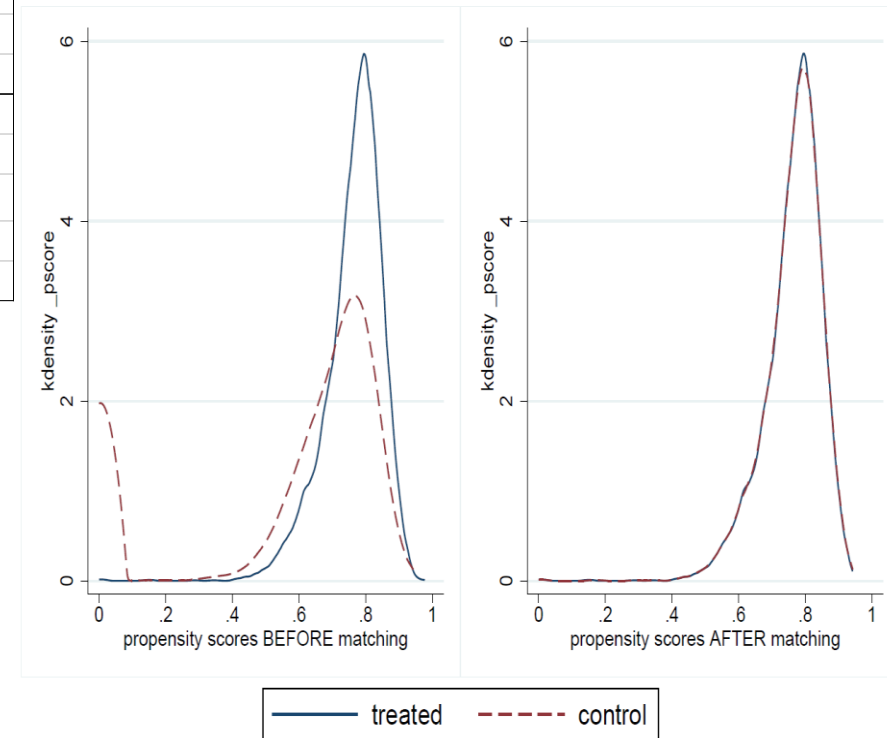 6
4
2
0
kdensity _pscore
0 .2 .4 .6 .8 1
propensity scores BEFORE matching
6
4
2
0
kdensity _pscore
0 .2 .4 .6 .8 1
propensity scores AFTER matching
treated control